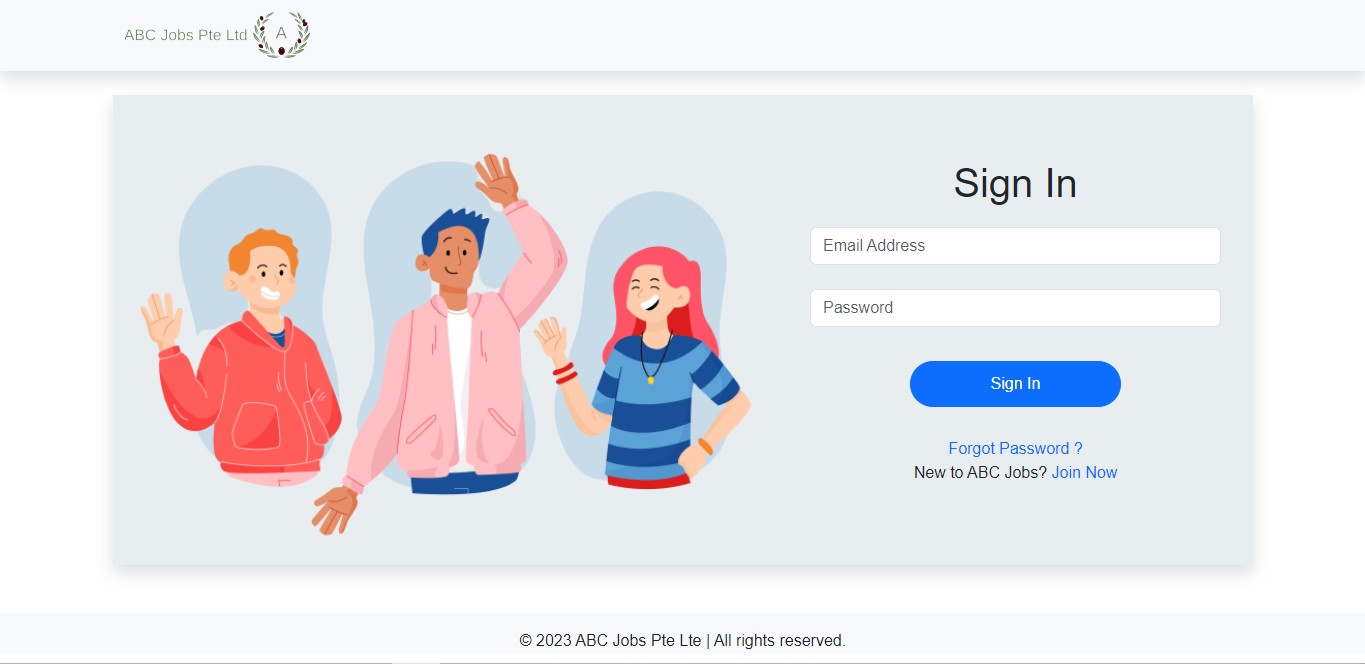 ABC Jobs Pte Ltd A
Sign In
Email Address
Password
Sign In
Forgot Password ?
New to ABC Jobs? Join Now
© 2023 ABC Jobs Pte Lte | All rights reserved.